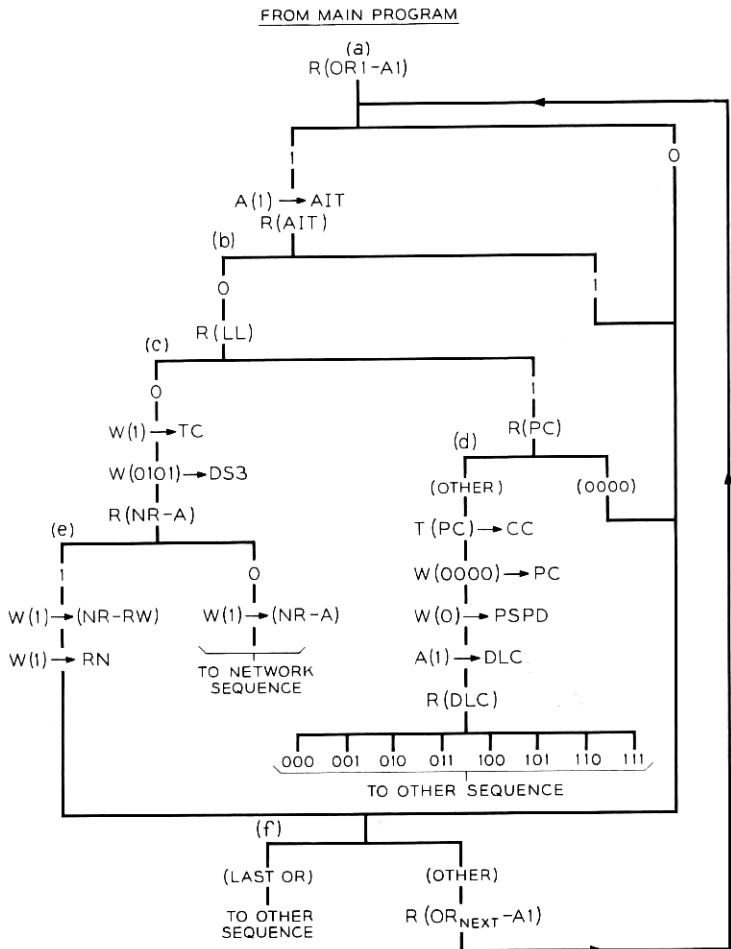 FROM MAIN PROGRAM
(a)
R(OR1-A1)
1
0
A(1)→AIT
R(AIT)
(b)
0
1
R(LL)
(c)
0
1
W(1)→TC
R(PC)
(d)
W(0101)→DS3
(OTHER)
(0000)
R(NR-A)
(e)
T(PC)→CC
1
0
W(0000)→PC
W(1)→(NR-RW)
W(1)→(NR-A)
W(0)→PSPD
W(1)→RN
A(1)→DLC
TO NETWORK
SEQUENCE
R(DLC)
000 001 010 011 100 101 110 111
TO OTHER SEQUENCE
(f)
(LAST OR)
(OTHER)
TO OTHER
SEQUENCE
R(ORNEXT-A1)